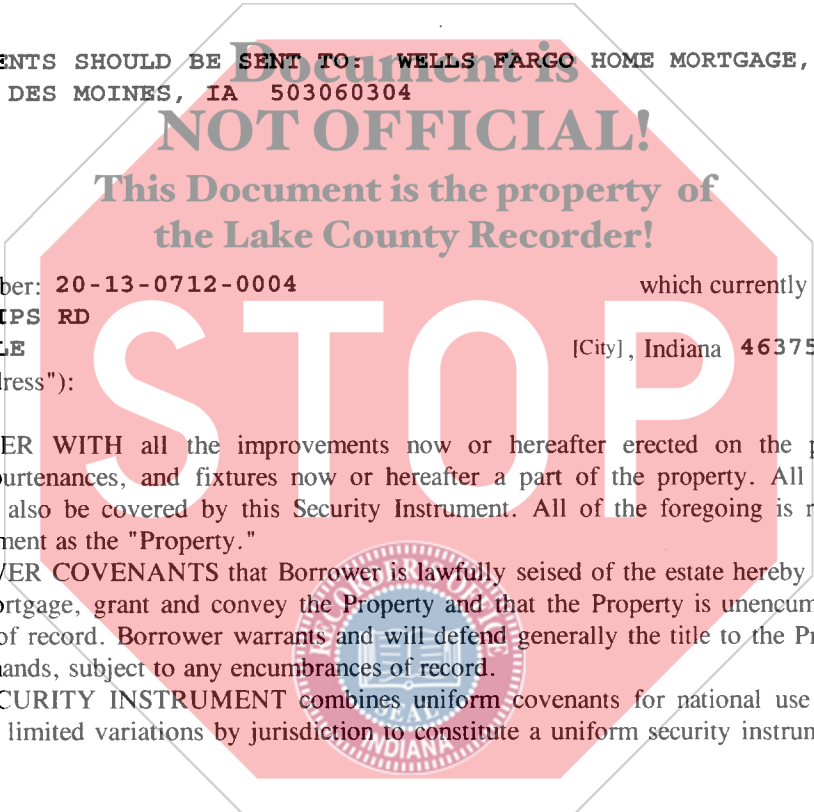 ENTS SHOULD BE SENT TO: WELLS FARGO HOME MORTGAGE,
Document is
DES MOINES, IA 503060304
NOT OFFICIAL!
This Document is the property of
the Lake County Recorder!
ber: 20-13-0712-0004 which currently
IPS RD
LE [City], Indiana 46375
dress"):
STOP
ER WITH all the improvements now or hereafter erected on the p
purtenances, and fixtures now or hereafter a part of the property. All
also be covered by this Security Instrument. All of the foregoing is r
ment as the "Property."
VER COVENANTS that Borrower is lawfully seised of the estate hereby
ortgage, grant and convey the Property and that the Property is unencum
of record. Borrower warrants and will defend generally the title to the Pr
nands, subject to any encumbrances of record.
CURITY INSTRUMENT combines uniform covenants for national use
limited variations by jurisdiction to constitute a uniform security instrum
RECORDER'S OFFICE
SEAL
INDIANA